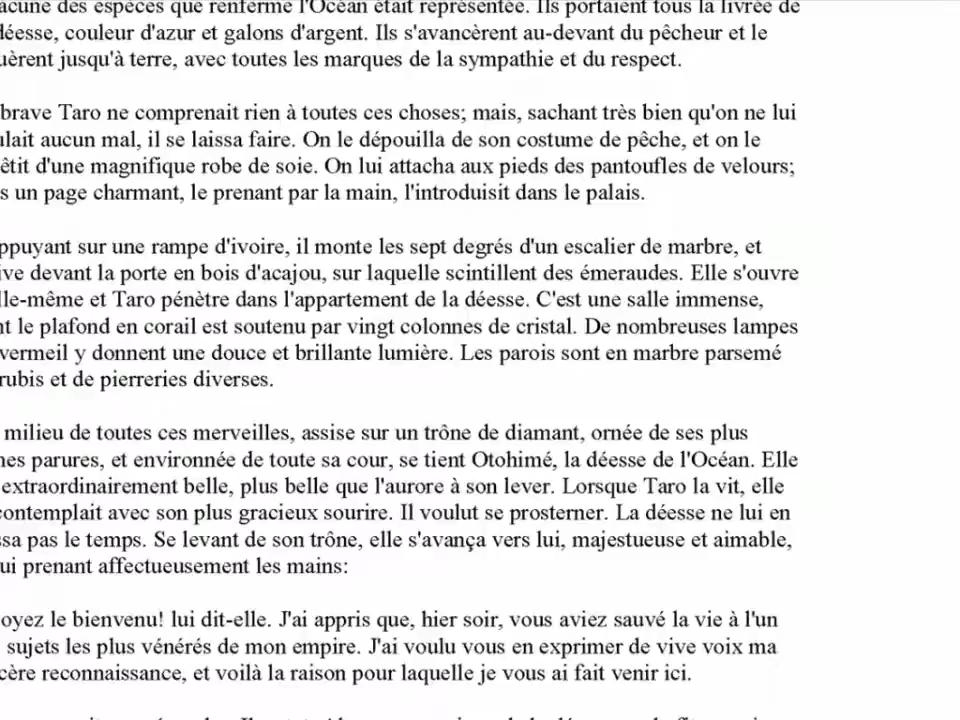 des espèces que renferme l'Océan était représentée. Ils portaient tous la livrée de
couleur d'azur et galons d'argent. Ils s'avancèrent au-devant du pêcheur et le
jusqu'à terre, avec toutes les marques de la sympathie et du respect.
brave Taro ne comprenait rien à toutes ces choses; mais, sachant très bien qu'on ne lui
aucun mal, il se laissa faire. On le dépouilla de son costume de pêche, et on le
d'une magnifique robe de soie. On lui attacha aux pieds des pantoufles de velours;
un page charmant, le prenant par la main, l'introduisit dans le palais.
sur une rampe d'ivoire, il monte les sept degrés d'un escalier de marbre, et
devant la porte en bois d'acajou, sur laquelle scintillent des émeraudes. Elle s'ouvre
et Taro pénètre dans l'appartement de la déesse. C'est une salle immense,
le plafond en corail est soutenu par vingt colonnes de cristal. De nombreuses lampes
vermeil y donnent une douce et brillante lumière. Les parois sont en marbre parsemé
rubis et de pierreries diverses.
milieu de toutes ces merveilles, assise sur un trône de diamant, ornée de ses plus
parures, et environnée de toute sa cour, se tient Otohimé, la déesse de l'Océan. Elle
extraordinairement belle, plus belle que l'aurore à son lever. Lorsque Taro la vit, elle
contemplait avec son plus gracieux sourire. Il voulut se prosterner. La déesse ne lui en
pas le temps. Se levant de son trône, elle s'avança vers lui, majestueuse et aimable,
prenant affectueusement les mains:
le bienvenu! lui dit-elle. J'ai appris que, hier soir, vous aviez sauvé la vie à l'un
sujets les plus vénérés de mon empire. J'ai voulu vous en exprimer de vive voix ma
reconnaissance, et voilà la raison pour laquelle je vous ai fait venir ici.